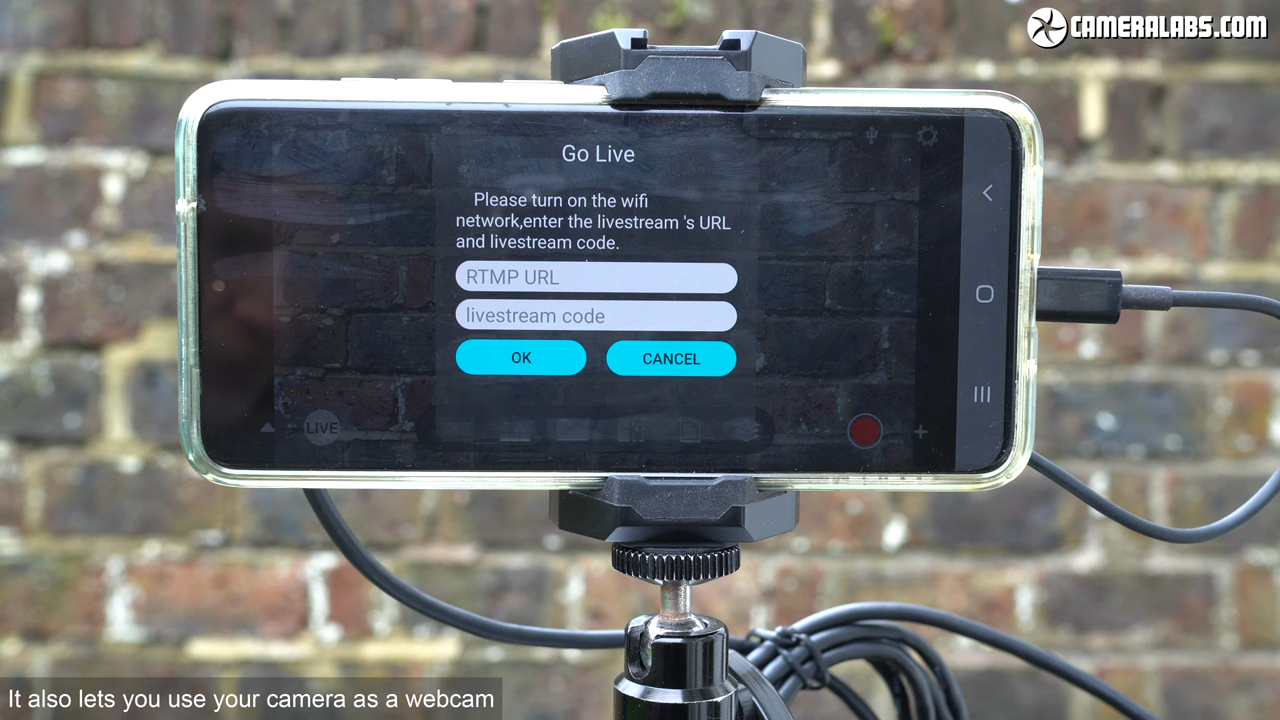 CAMERALABS.COM
Go Live
Please turn on the wifi
network,enter the livestream 's URL
and livestream code.
RTMP URL
livestream code
OK
CANCEL
LIVE
It also lets you use your camera as a webcam